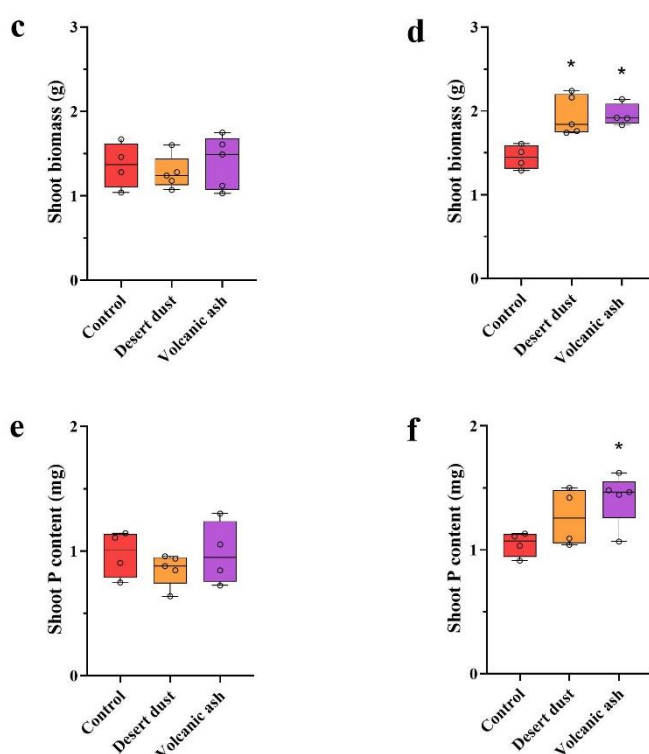 c
Shoot biomass (g)
3
2
1
0
Control
Desert dust
Volcanic ash
d
Shoot biomass (g)
3
2
1
0
*
*
Control
Desert dust
Volcanic ash
e
Shoot P content (mg)
2
1
0
Control
Desert dust
Volcanic ash
f
Shoot P content (mg)
2
1
0
*
Control
Desert dust
Volcanic ash